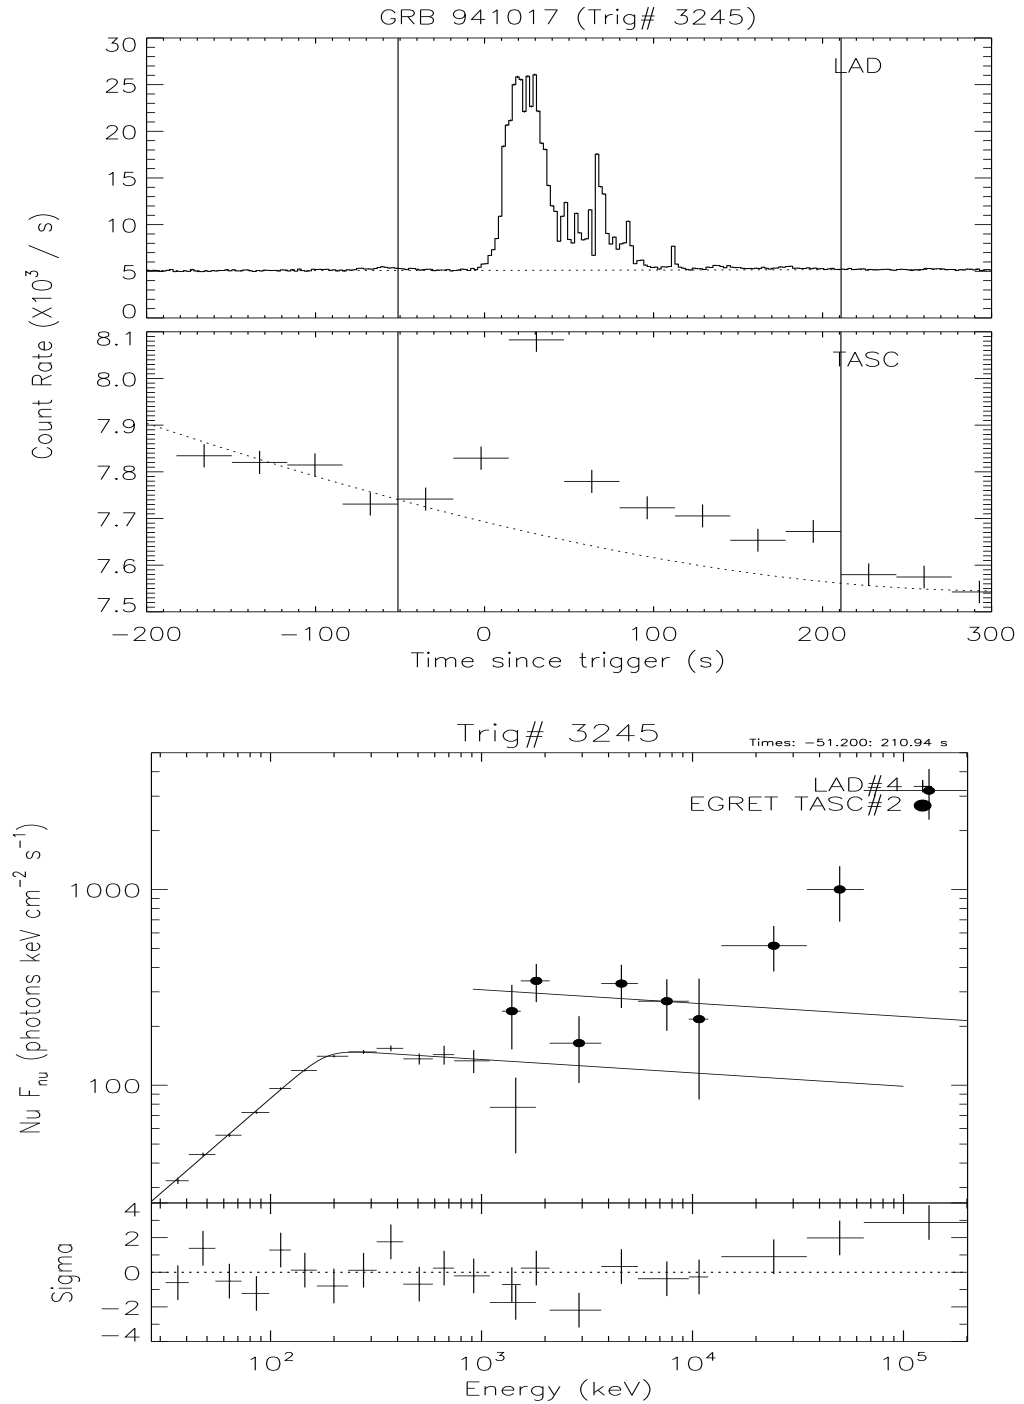 GRB 941017 (Trig# 3245)
30
25
20
15
10
5
0
LAD
Count Rate (X10³ / s)
8.1
8.0
7.9
7.8
7.7
7.6
7.5
TASC
−200 −100 0 100 200 300
Time since trigger (s)
Trig# 3245
Times: −51.200: 210.94 s
LAD#4
EGRET TASC#2
Nu Fnu (photons keV cm⁻² s⁻¹)
1000
100
Sigma
4
2
0
−2
−4
10² 10³ 10⁴ 10⁵
Energy (keV)